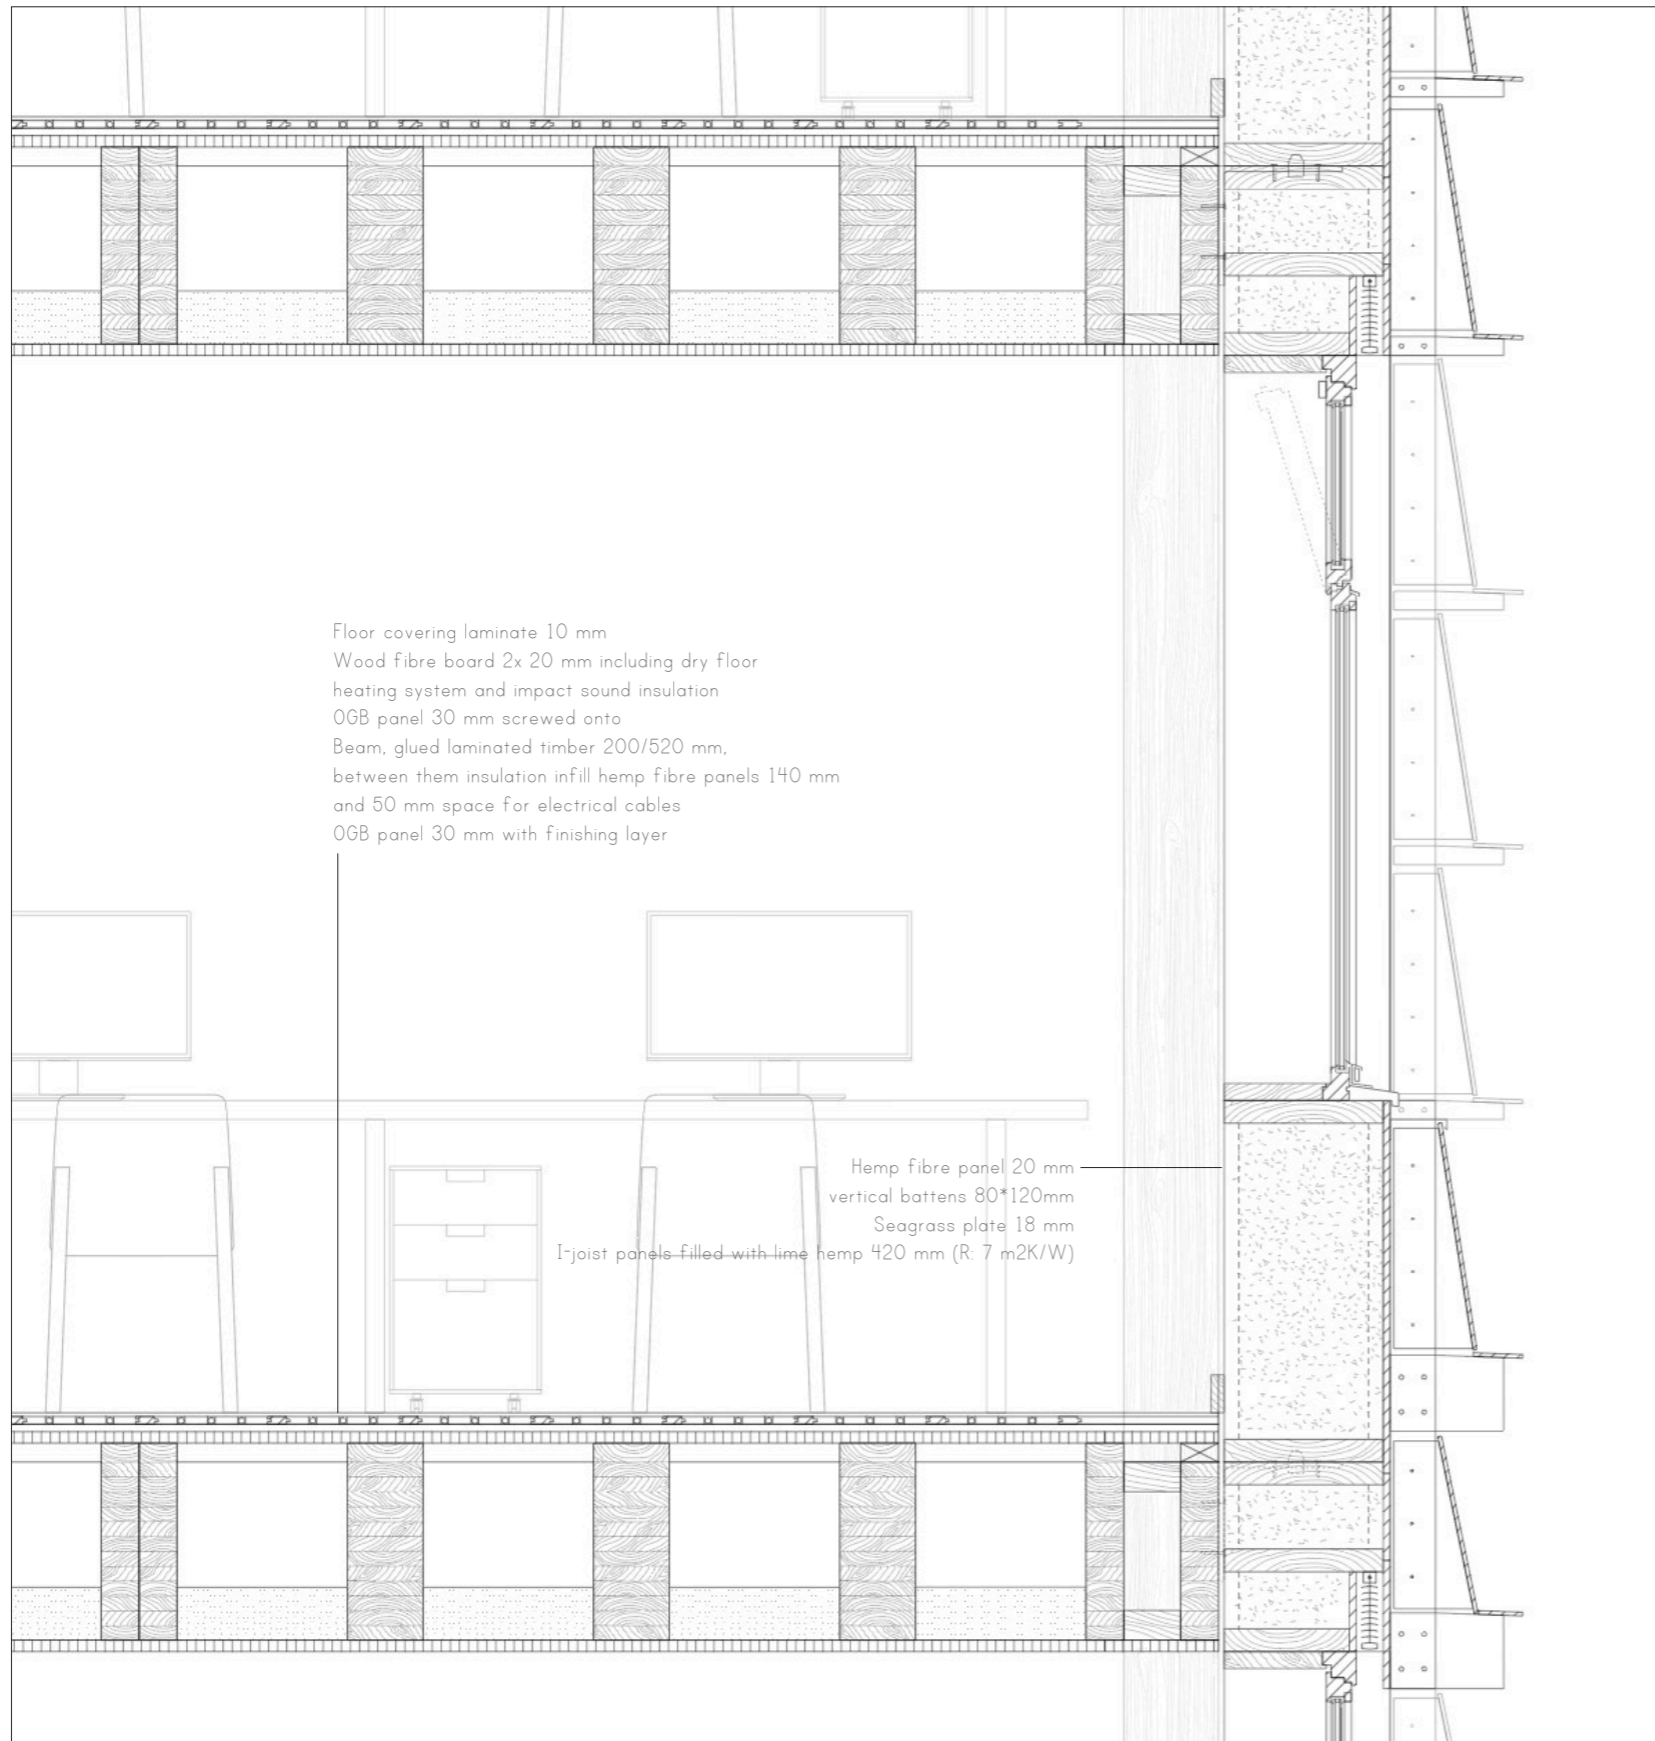 Floor covering laminate 10 mm
Wood fibre board 2x 20 mm including dry floor
heating system and impact sound insulation
OGB panel 30 mm screwed onto
Beam, glued laminated timber 200/520 mm,
between them insulation infill hemp fibre panels 140 mm
and 50 mm space for electrical cables
OGB panel 30 mm with finishing layer
Hemp fibre panel 20 mm
vertical battens 80*120mm
Seagrass plate 18 mm
I-joist panels filled with lime hemp 420 mm (R: 7 m2K/W)